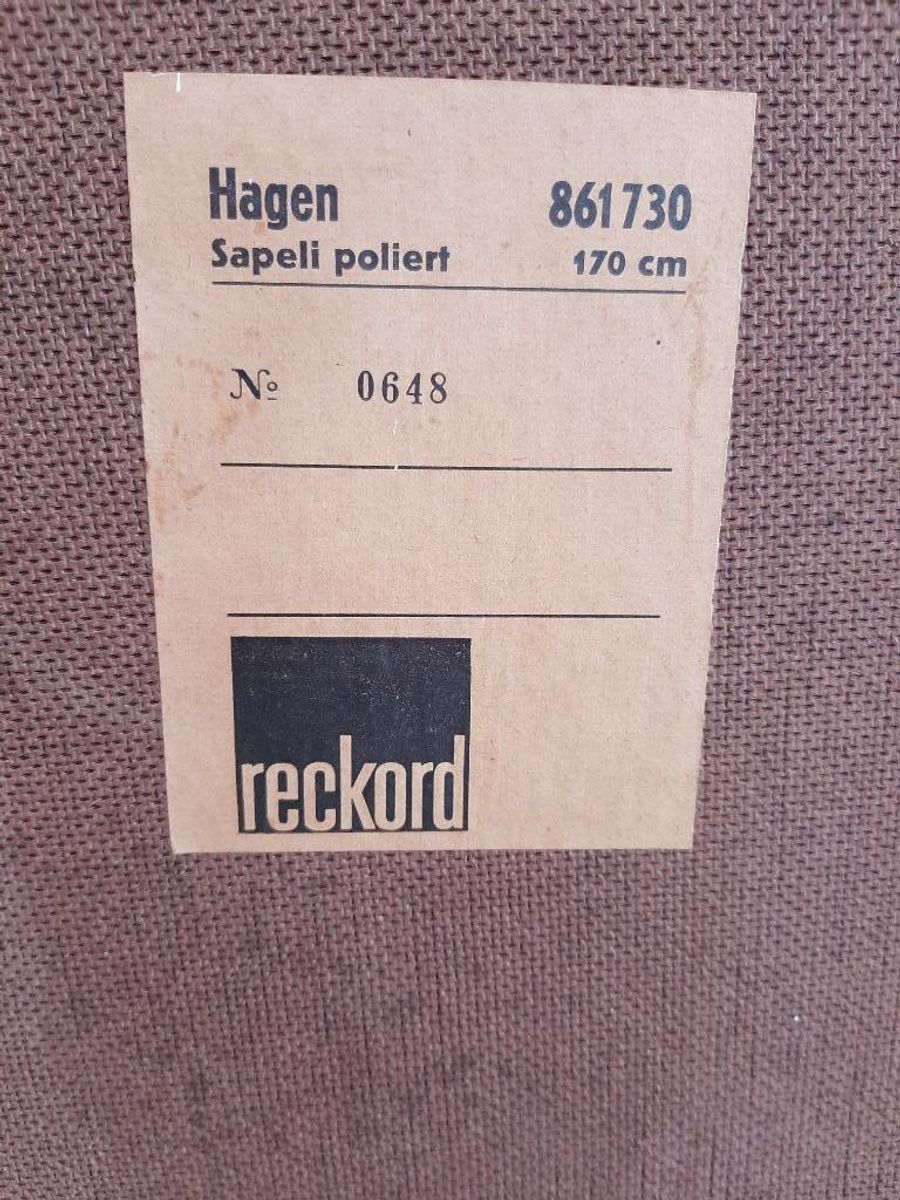 Hagen 861730
Sapeli poliert 170 cm
№ 0648
reckord